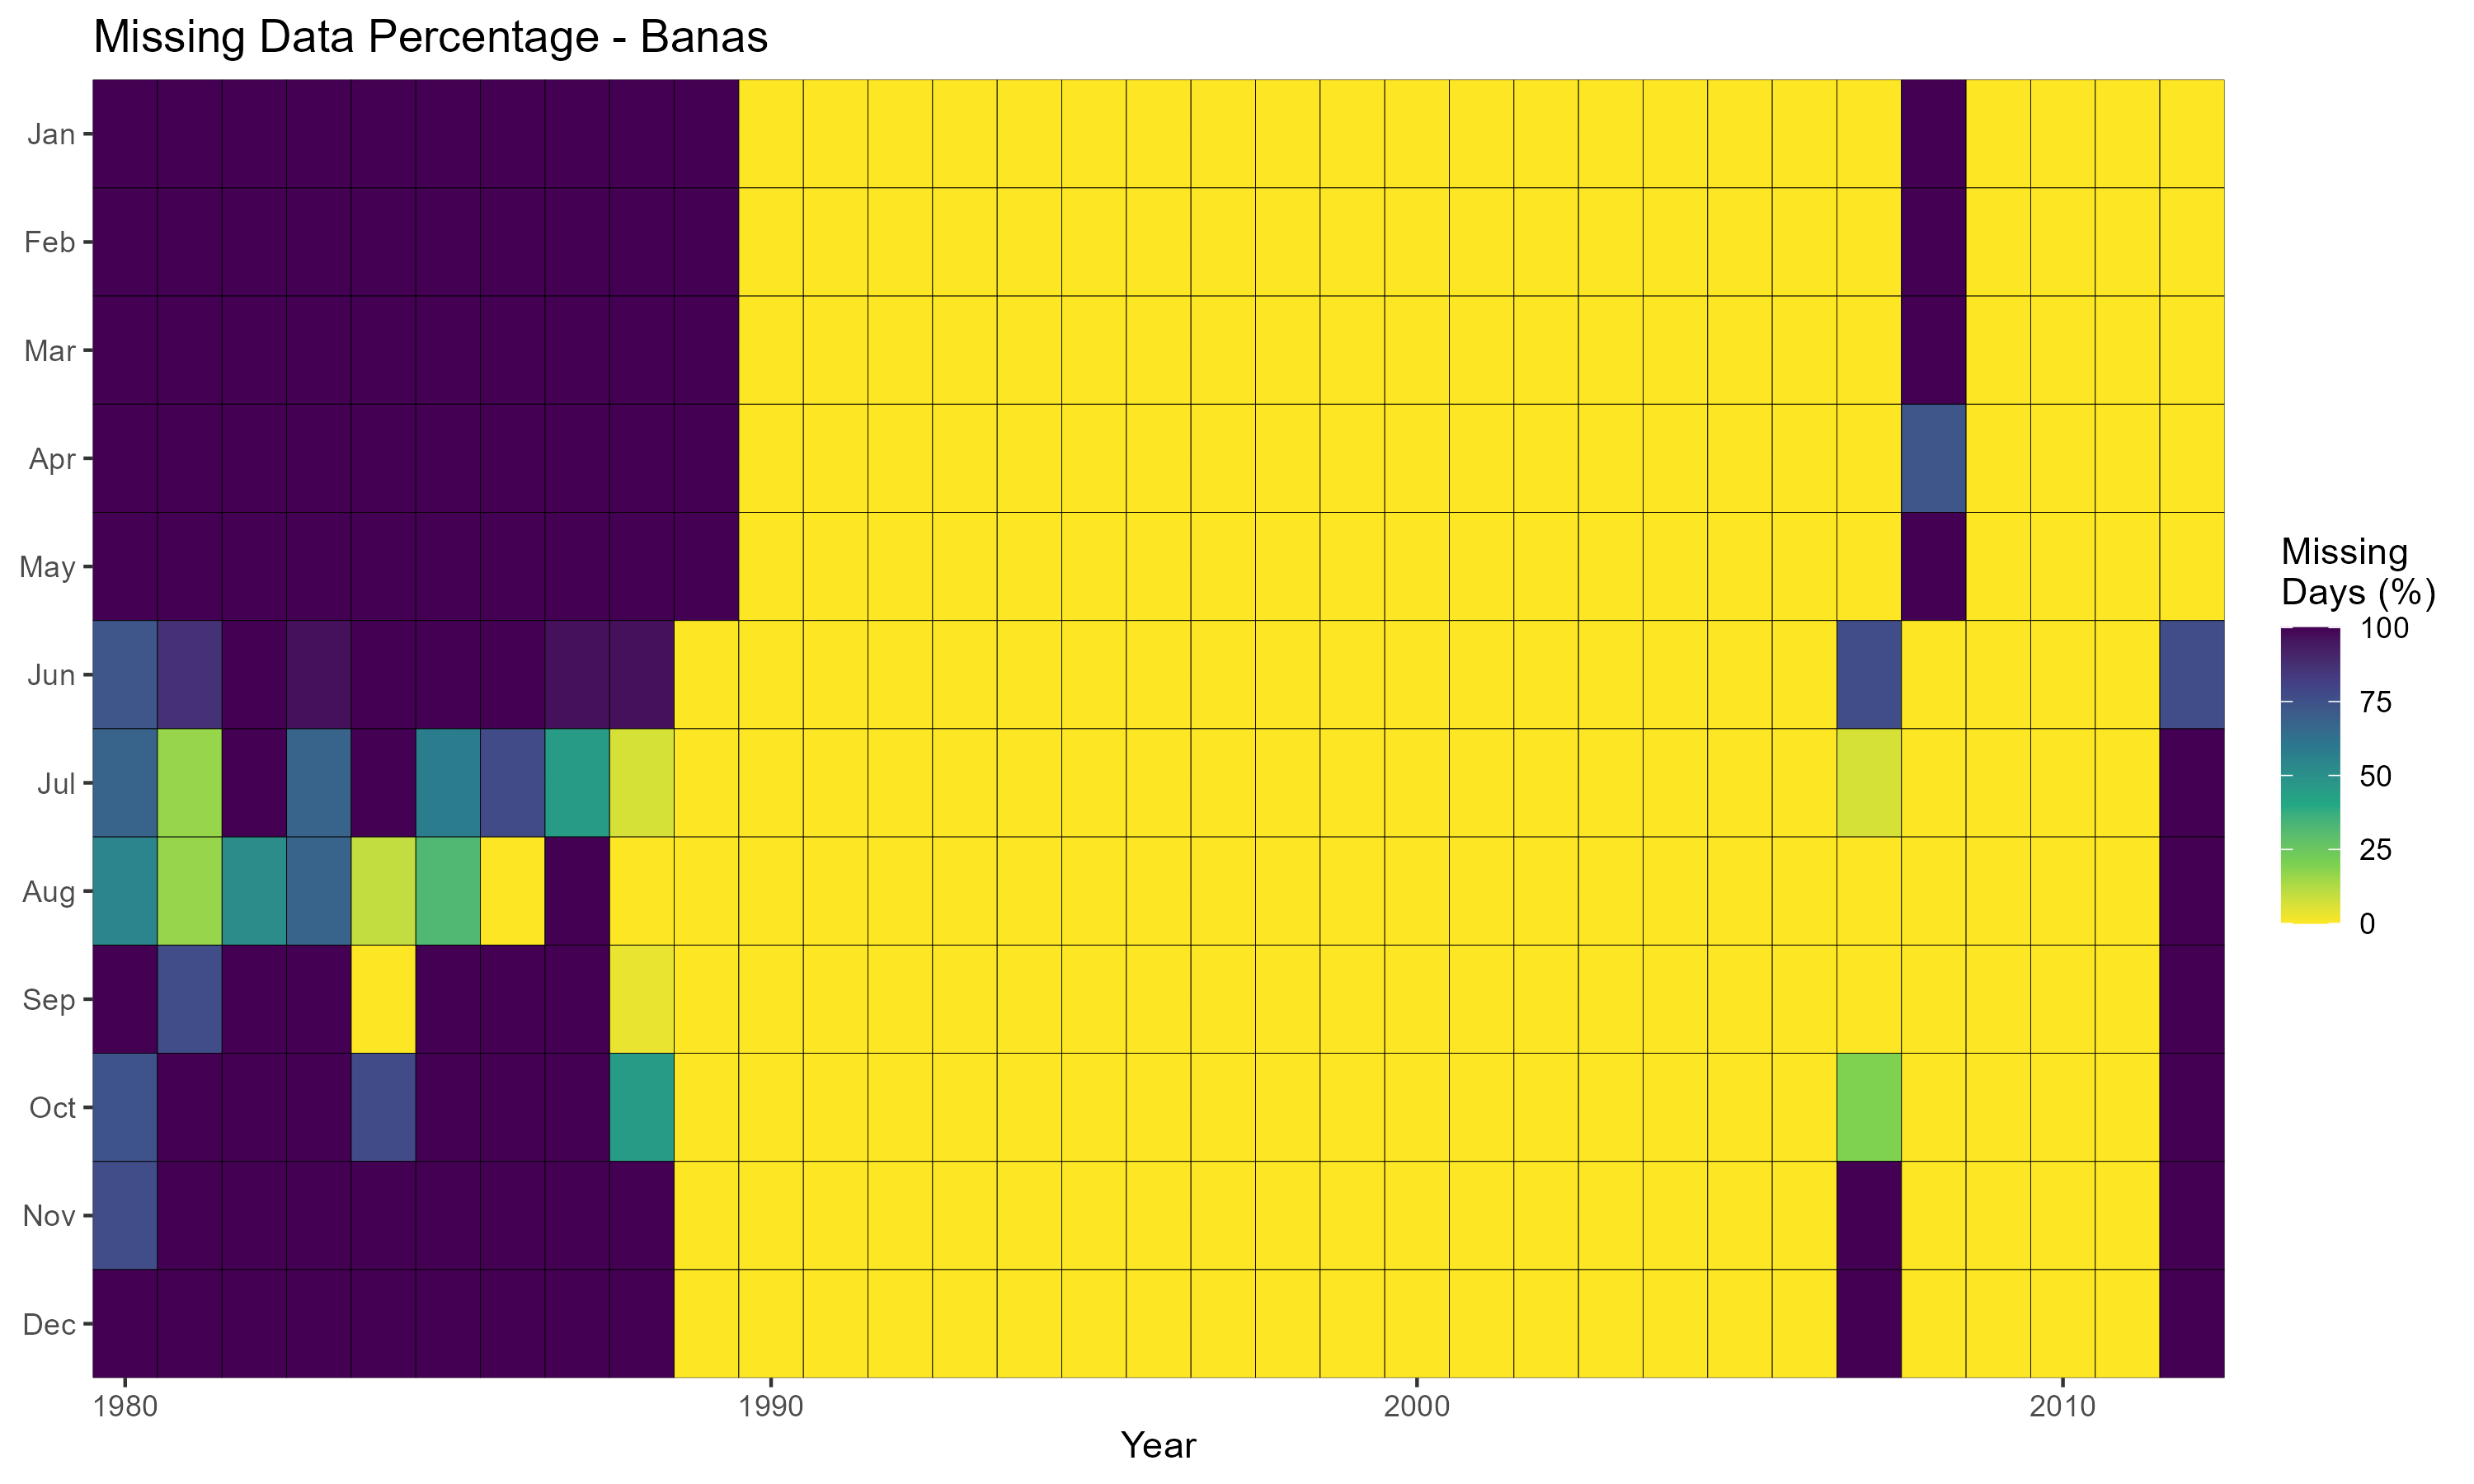 Missing Data Percentage - Banas
Jan
Feb
Mar
Apr
May
Jun
Jul
Aug
Sep
Oct
Nov
Dec
1980
1990
2000
2010
Year
Missing
Days (%)
100
75
50
25
0